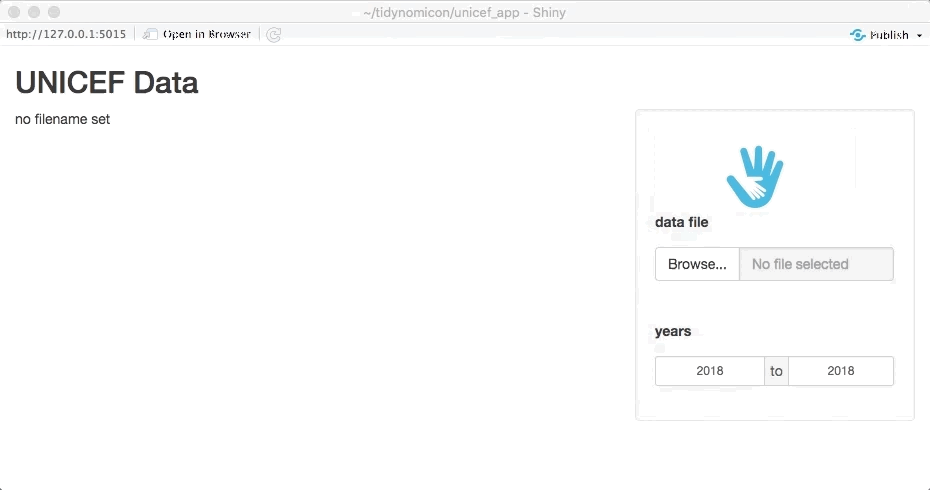 ~/tidynomicon/unicef_app - Shiny
http://127.0.0.1:5015 Open in Browser Publish
UNICEF Data
no filename set
data file
Browse... No file selected
years
2018 to 2018